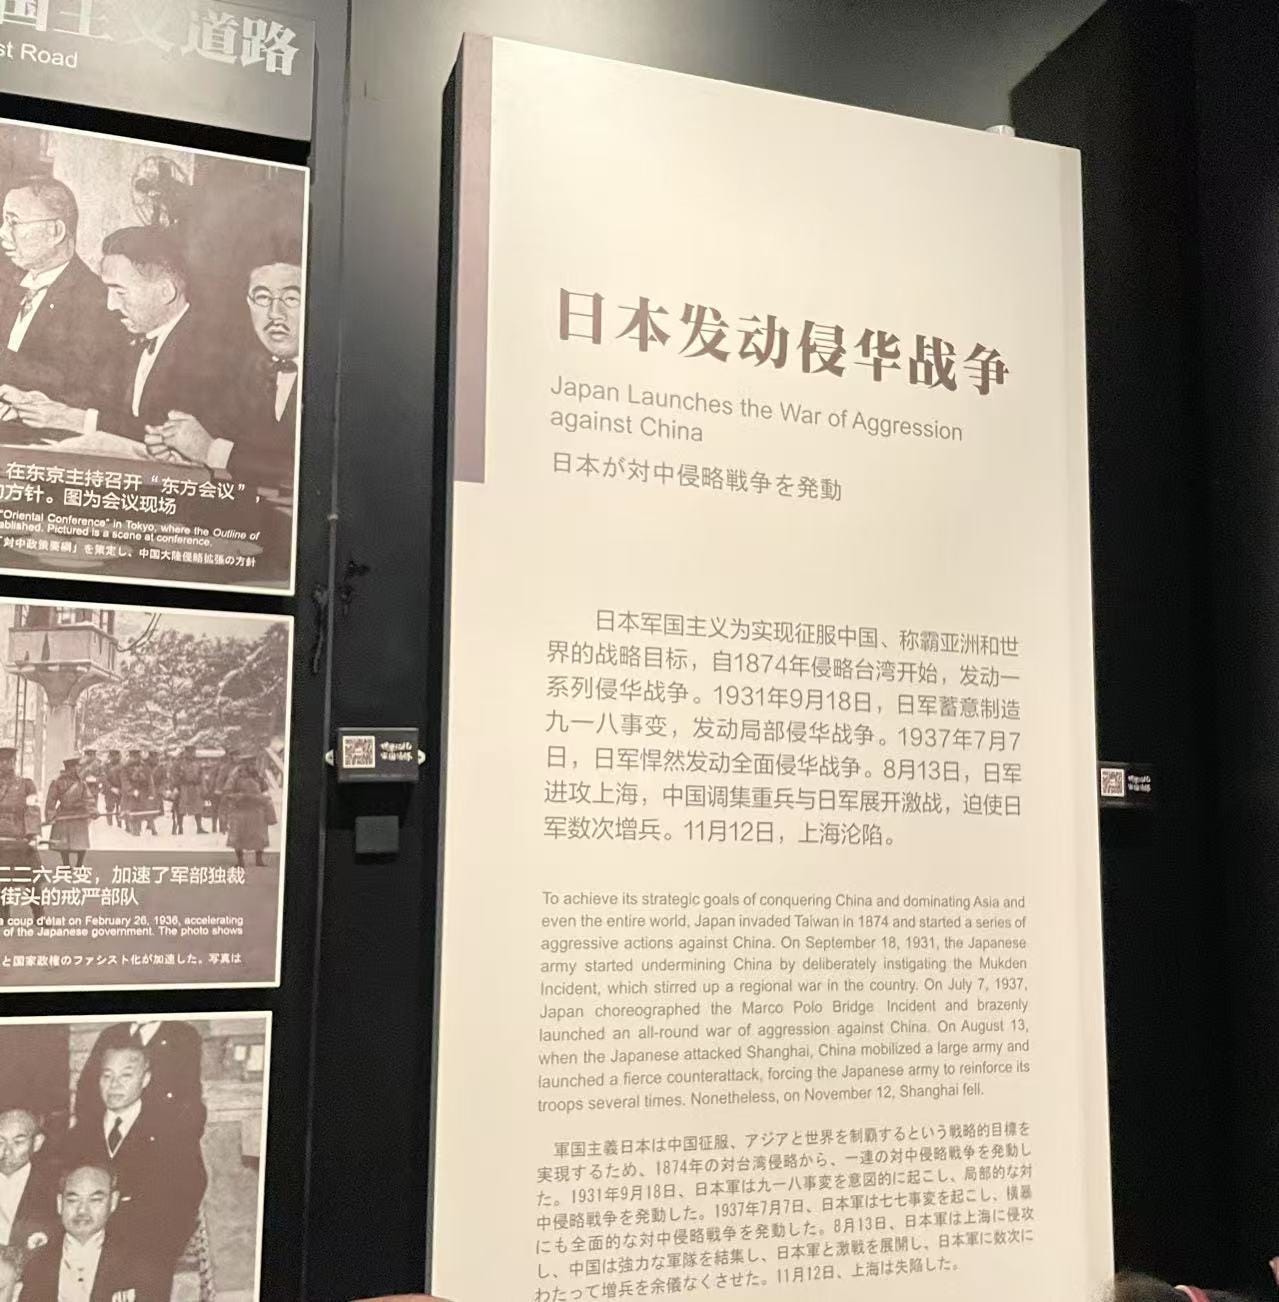 国主义道路
st Road
在东京主持召开“东方会议”，
方针。图为会议现场
"Oriental Conference" in Tokyo, where the Outline of
ablished. Pictured is a scene at conference.
「対中政策要綱」を策定し、中国大陸侵略拡張の方針
二二六兵变，加速了军部独裁
街头的戒严部队
a coup d'état on February 26, 1936, accelerating
of the Japanese government. The photo shows
と国家政権のファシスト化が加速した。写真は
日本发动侵华战争
Japan Launches the War of Aggression
against China
日本が対中侵略戦争を発動
日本军国主义为实现征服中国、称霸亚洲和世
界的战略目标，自1874年侵略台湾开始，发动一
系列侵华战争。1931年9月18日，日军蓄意制造
九一八事变，发动局部侵华战争。1937年7月7
日，日军悍然发动全面侵华战争。8月13日，日军
进攻上海，中国调集重兵与日军展开激战，迫使日
军数次增兵。11月12日，上海沦陷。
To achieve its strategic goals of conquering China and dominating Asia and
even the entire world, Japan invaded Taiwan in 1874 and started a series of
aggressive actions against China. On September 18, 1931, the Japanese
army started undermining China by deliberately instigating the Mukden
Incident, which stirred up a regional war in the country. On July 7, 1937,
Japan choreographed the Marco Polo Bridge Incident and brazenly
launched an all-round war of aggression against China. On August 13,
when the Japanese attacked Shanghai, China mobilized a large army and
launched a fierce counterattack, forcing the Japanese army to reinforce its
troops several times. Nonetheless, on November 12, Shanghai fell.
軍国主義日本は中国征服、アジアと世界を制覇するという戦略的目標を
実現するため、1874年の対台湾侵略から、一連の対中侵略戦争を発動し
た。1931年9月18日、日本軍は九一八事変を意図的に起こし、局部的な対
中侵略戦争を発動した。1937年7月7日、日本軍は七七事変を起こし、横暴
にも全面的な対中侵略戦争を発動した。8月13日、日本軍は上海に侵攻
し、中国は強力な軍隊を結集し、日本軍と激戦を展開し、日本軍に数次に
わたって増兵を余儀なくさせた。11月12日、上海は失陥した。